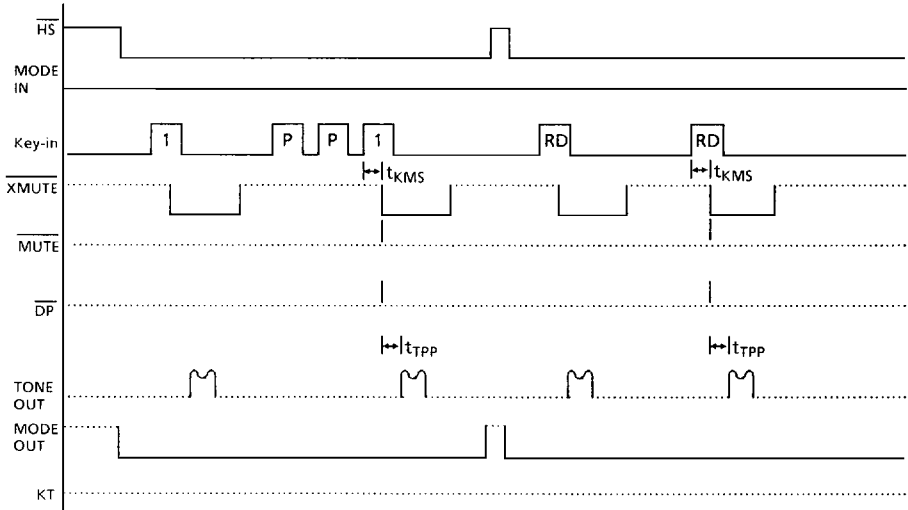 HS
MODE
IN
Key-in 1 P P 1 RD RD
tKMS tKMS
XMUTE
MUTE
DP
tTPP tTPP
TONE
OUT
MODE
OUT
KT